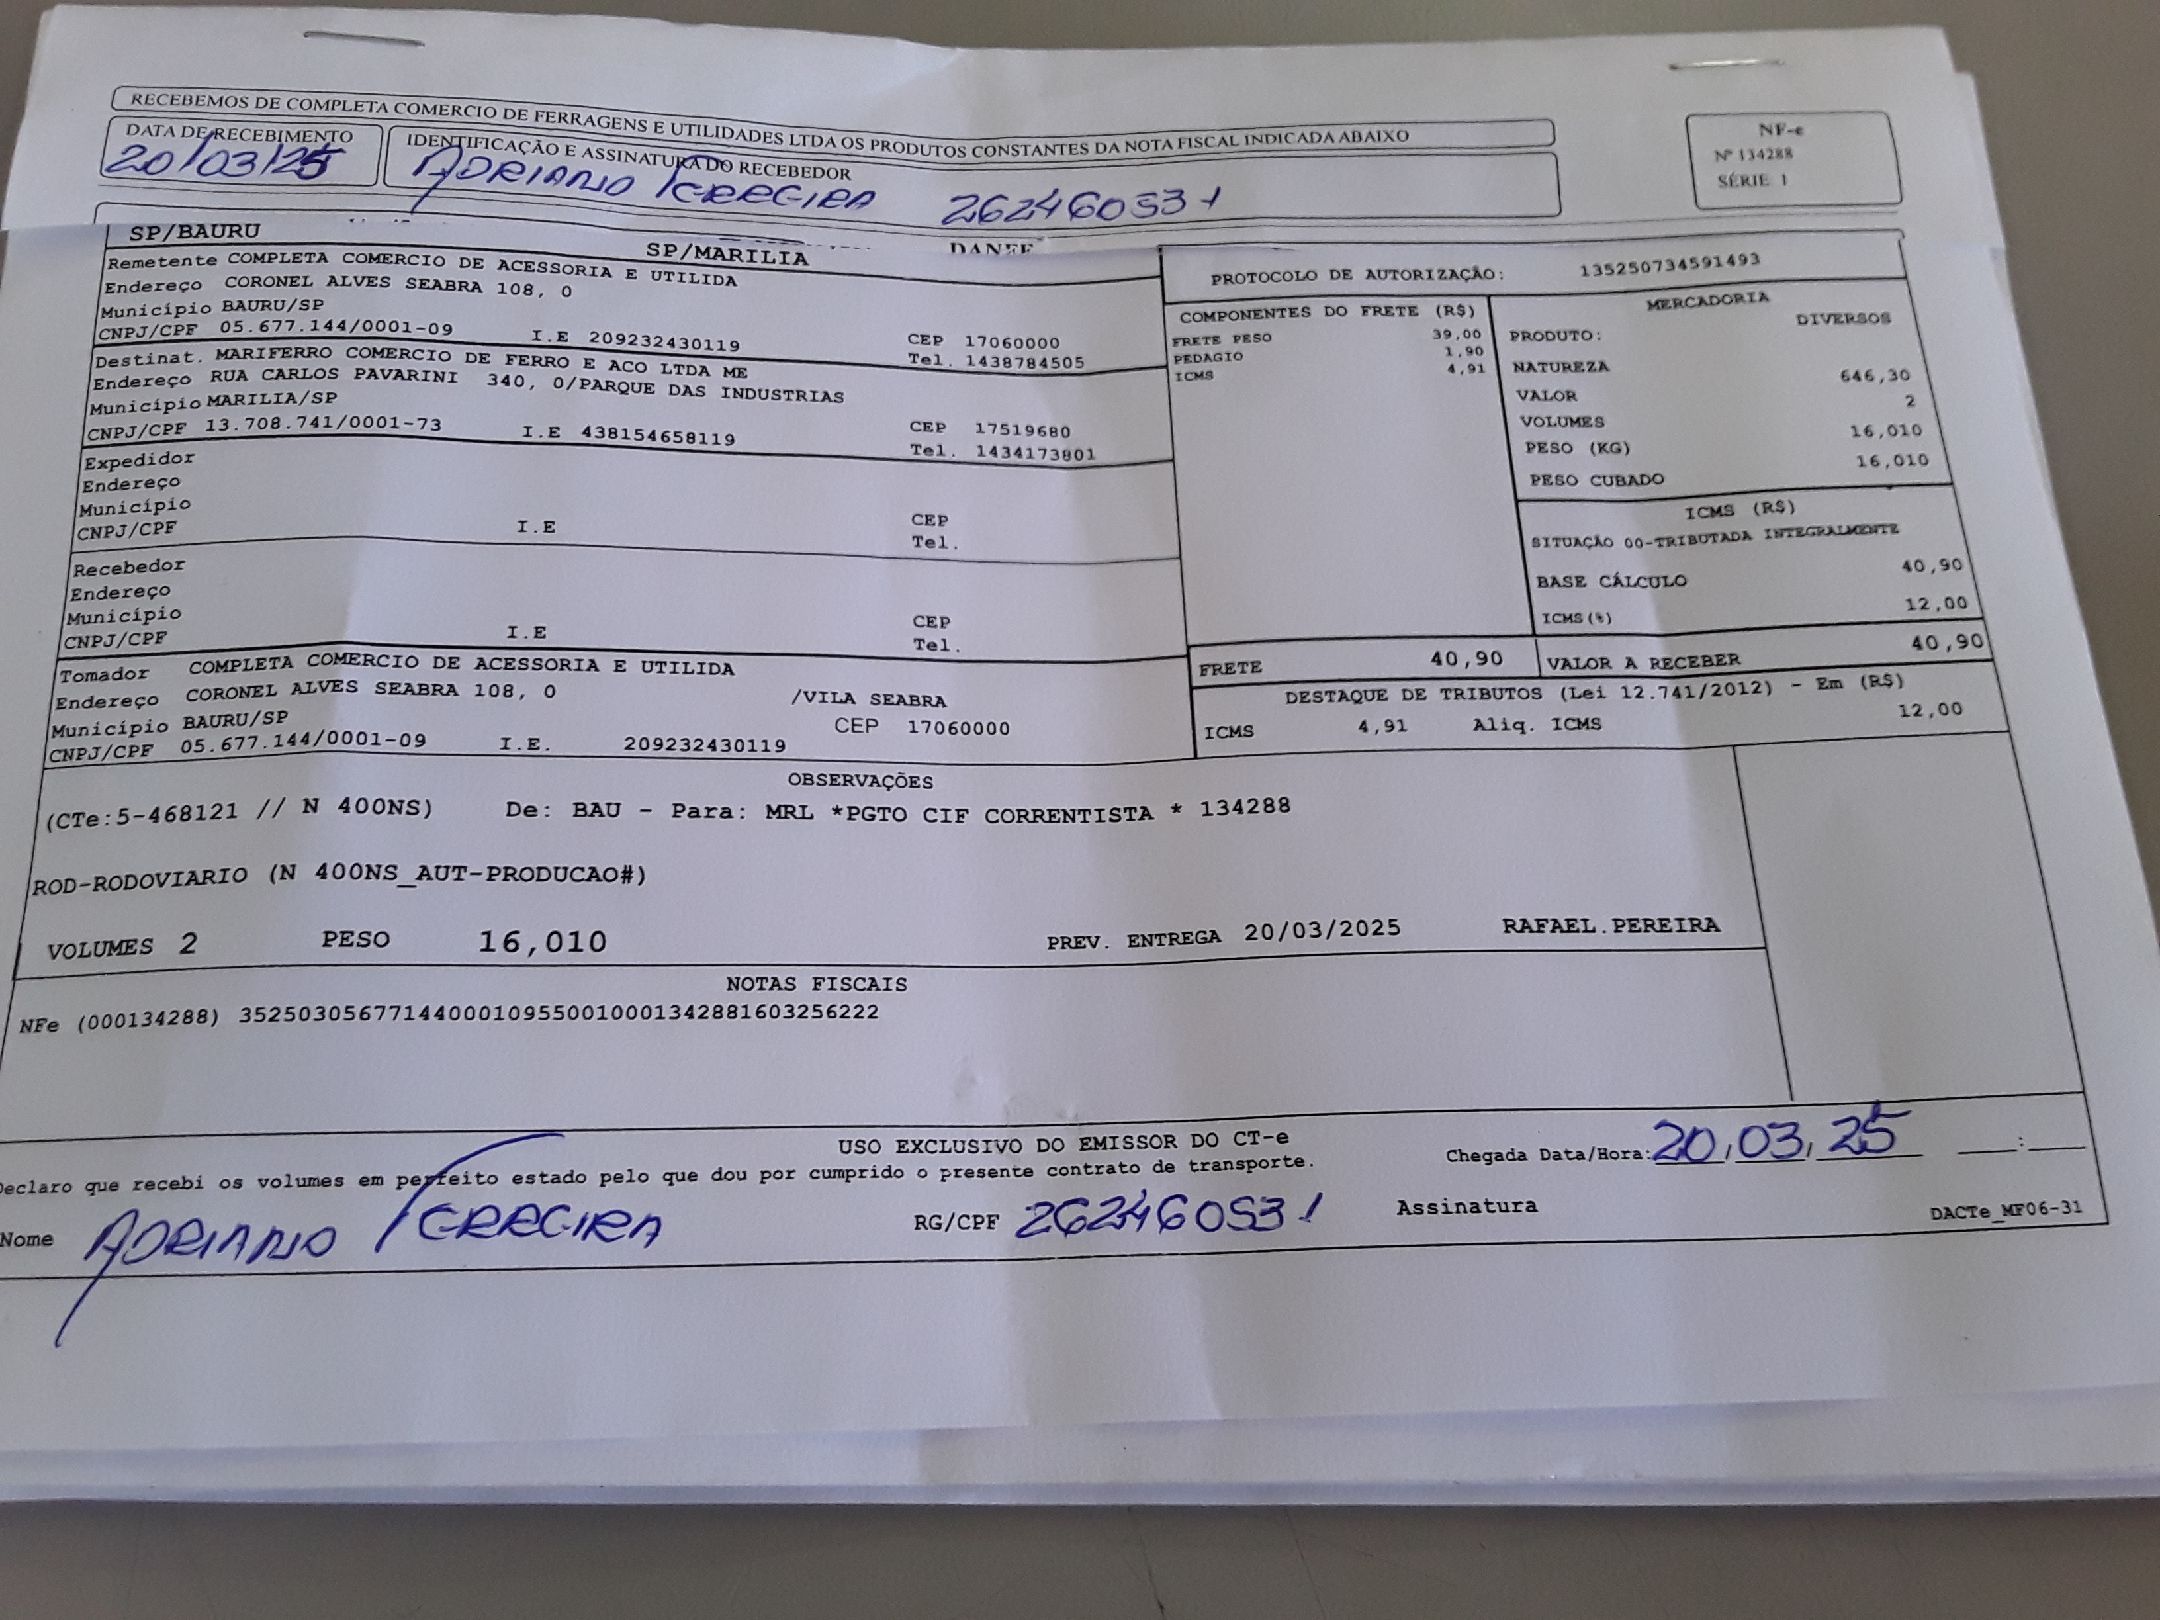 RECEBEMOS DE COMPLETA COMERCIO DE FERRAGENS E UTILIDADES LTDA OS PRODUTOS CONSTANTES DA NOTA FISCAL INDICADA ABAIXO
DATA DE RECEBIMENTO
20/03/25
IDENTIFICAÇÃO E ASSINATURA DO RECEBEDOR
ADRIANO FERREIRA 262460531
NF-e
Nº 134288
SÉRIE 1
DANFE
SP/BAURU SP/MARILIA
Remetente COMPLETA COMERCIO DE ACESSORIA E UTILIDA
Endereço CORONEL ALVES SEABRA 108, 0
Município BAURU/SP CEP 17060000
CNPJ/CPF 05.677.144/0001-09 I.E 209232430119 Tel. 1438784505
Destinat. MARIFERRO COMERCIO DE FERRO E ACO LTDA ME
Endereço RUA CARLOS PAVARINI 340, 0/PARQUE DAS INDUSTRIAS
Município MARILIA/SP CEP 17519680
CNPJ/CPF 13.708.741/0001-73 I.E 438154658119 Tel. 1434173801
Expedidor
Endereço
Município CEP
CNPJ/CPF I.E Tel.
Recebedor
Endereço
Município CEP
CNPJ/CPF I.E Tel.
Tomador COMPLETA COMERCIO DE ACESSORIA E UTILIDA
Endereço CORONEL ALVES SEABRA 108, 0 /VILA SEABRA
Município BAURU/SP CEP 17060000
CNPJ/CPF 05.677.144/0001-09 I.E. 209232430119
PROTOCOLO DE AUTORIZAÇÃO: 135250734591493
COMPONENTES DO FRETE (R$)
FRETE PESO 39,00
PEDAGIO 1,90
ICMS 4,91
MERCADORIA
PRODUTO: DIVERSOS
NATUREZA
VALOR 646,30
VOLUMES 2
PESO (KG) 16,010
PESO CUBADO 16,010
ICMS (R$)
SITUAÇÃO 00-TRIBUTADA INTEGRALMENTE
BASE CÁLCULO 40,90
ICMS(%) 12,00
FRETE 40,90 VALOR A RECEBER 40,90
DESTAQUE DE TRIBUTOS (Lei 12.741/2012) - Em (R$)
ICMS 4,91 Aliq. ICMS 12,00
OBSERVAÇÕES
(CTe:5-468121 // N 400NS) De: BAU - Para: MRL *PGTO CIF CORRENTISTA * 134288
ROD-RODOVIARIO (N 400NS_AUT-PRODUCAO#)
VOLUMES 2 PESO 16,010 PREV. ENTREGA 20/03/2025 RAFAEL.PEREIRA
NOTAS FISCAIS
NFe (000134288) 35250305677144000109550010001342881603256222
USO EXCLUSIVO DO EMISSOR DO CT-e
Declaro que recebi os volumes em perfeito estado pelo que dou por cumprido o presente contrato de transporte.
Chegada Data/Hora: 20,03,25 :
Nome ADRIANO FERREIRA RG/CPF 262460531 Assinatura
DACTe_MF06-31